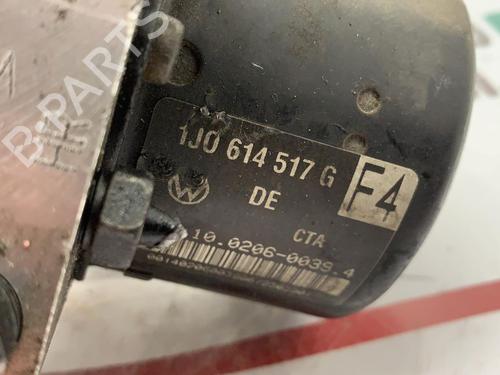 B-PARTS
1J0 614 517 G
F4
DE
CTA
10.0206-0039.4